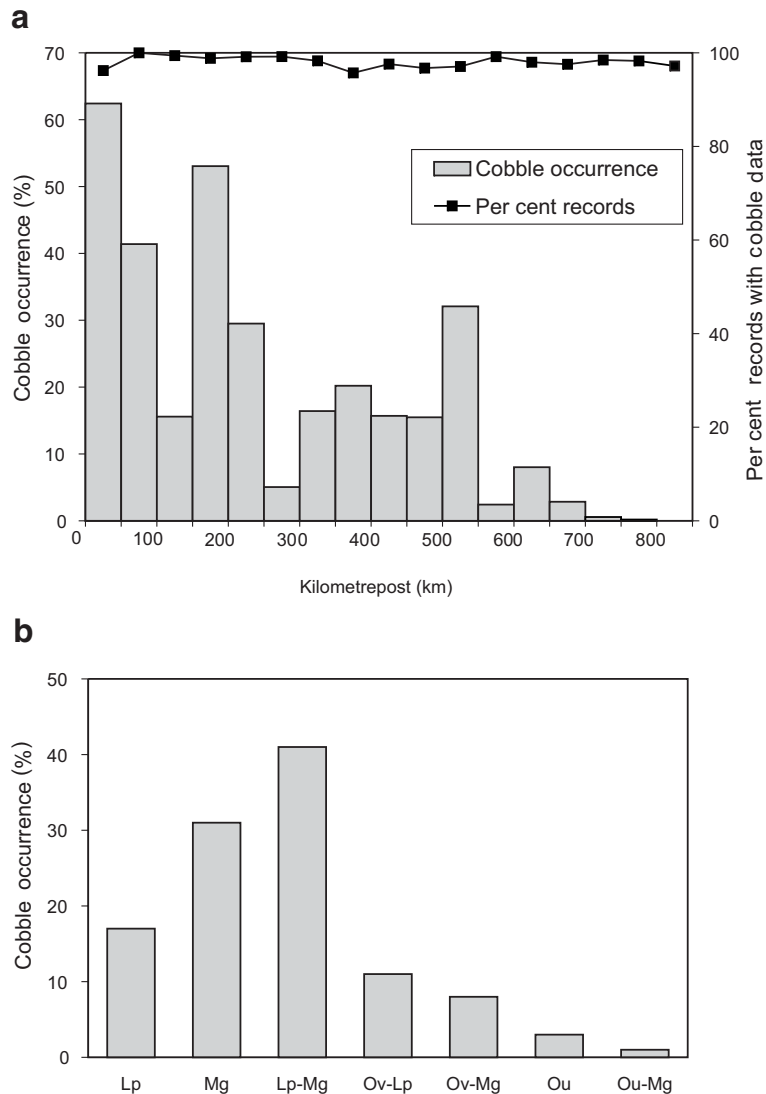 a
70
60
50
40
30
20
10
0
Cobble occurrence (%)
100
80
60
40
20
0
Per cent records with cobble data
Cobble occurrence
Per cent records
0 100 200 300 400 500 600 700 800
Kilometrepost (km)
b
50
40
30
20
10
0
Cobble occurrence (%)
Lp Mg Lp-Mg Ov-Lp Ov-Mg Ou Ou-Mg